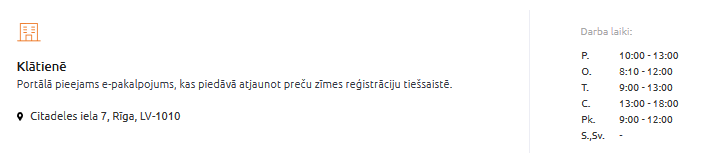 Klātienē
Portālā pieejams e-pakalpojums, kas piedāvā atjaunot preču zīmes reģistrāciju tiešsaistē.
Citadeles iela 7, Rīga, LV-1010
Darba laiki:
P. 10:00 - 13:00
O. 8:10 - 12:00
T. 9:00 - 13:00
C. 13:00 - 18:00
Pk. 9:00 - 12:00
S.,Sv. -